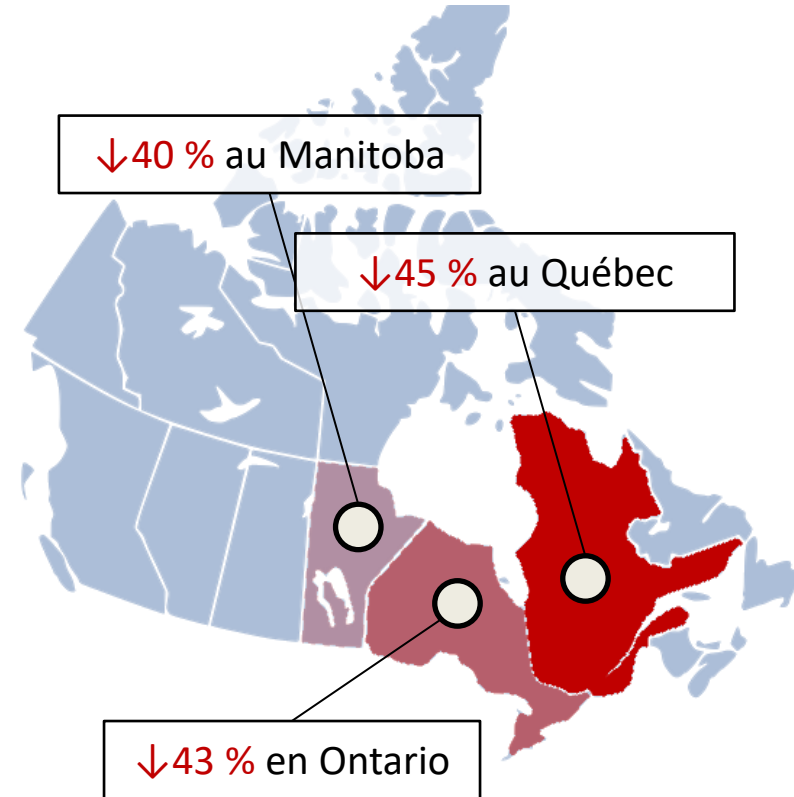 ↓40 % au Manitoba
↓45 % au Québec
↓43 % en Ontario